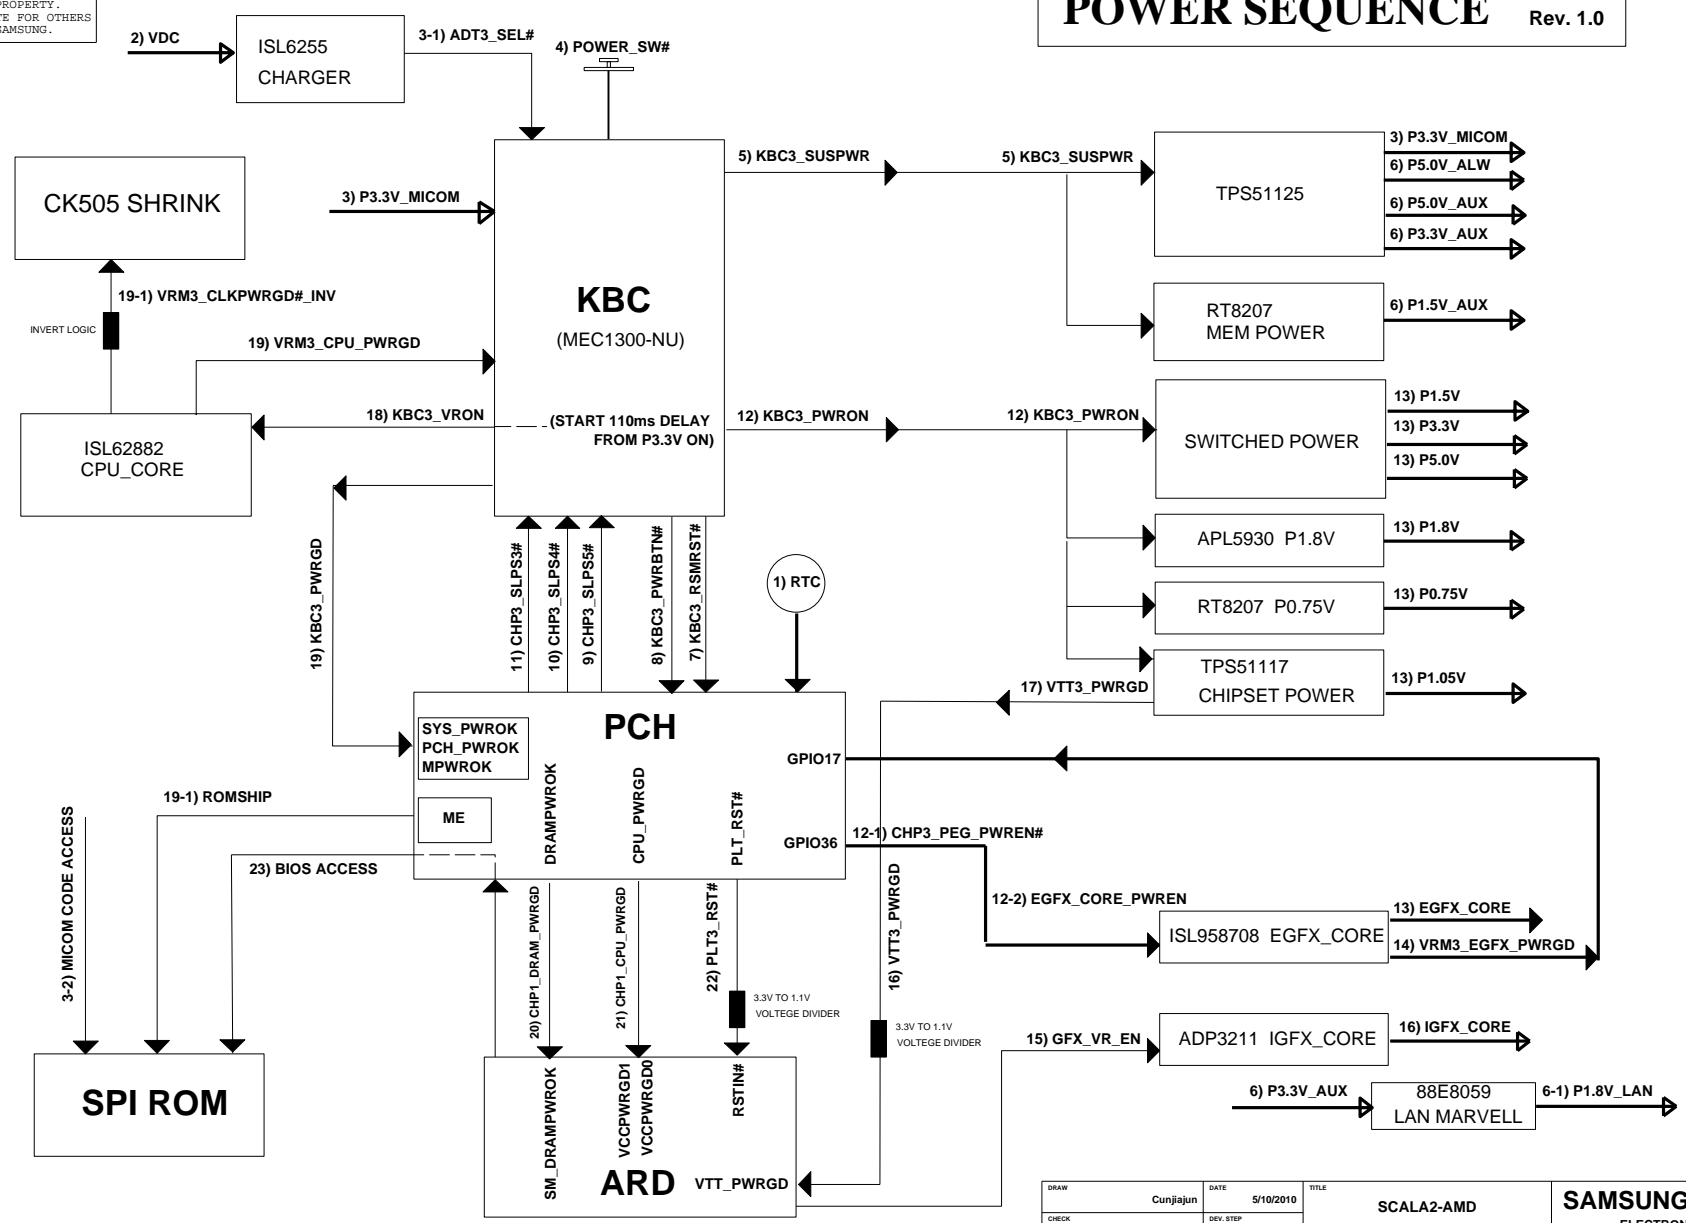 PROPERTY.
TE FOR OTHERS
SAMSUNG.
POWER SEQUENCE Rev. 1.0
2) VDC
ISL6255
CHARGER
3-1) ADT3_SEL#
4) POWER_SW#
CK505 SHRINK
19-1) VRM3_CLKPWRGD#_INV
INVERT LOGIC
3) P3.3V_MICOM
19) VRM3_CPU_PWRGD
18) KBC3_VRON
ISL62882
CPU_CORE
KBC
(MEC1300-NU)
(START 110ms DELAY
FROM P3.3V ON)
5) KBC3_SUSPWR
5) KBC3_SUSPWR
TPS51125
3) P3.3V_MICOM
6) P5.0V_ALW
6) P5.0V_AUX
6) P3.3V_AUX
RT8207
MEM POWER
6) P1.5V_AUX
12) KBC3_PWRON
12) KBC3_PWRON
SWITCHED POWER
13) P1.5V
13) P3.3V
13) P5.0V
APL5930 P1.8V
13) P1.8V
RT8207 P0.75V
13) P0.75V
TPS51117
CHIPSET POWER
13) P1.05V
17) VTT3_PWRGD
19) KBC3_PWRGD
11) CHP3_SLPS3#
10) CHP3_SLPS4#
9) CHP3_SLPS5#
8) KBC3_PWRBTN#
7) KBC3_RSMRST#
1) RTC
PCH
SYS_PWROK
PCH_PWROK
MPWROK
ME
DRAMPWROK
CPU_PWRGD
PLT_RST#
GPIO17
GPIO36
19-1) ROMSHIP
23) BIOS ACCESS
3-2) MICOM CODE ACCESS
SPI ROM
12-1) CHP3_PEG_PWREN#
12-2) EGFX_CORE_PWREN
ISL958708 EGFX_CORE
13) EGFX_CORE
14) VRM3_EGFX_PWRGD
20) CHP1_DRAM_PWRGD
21) CHP1_CPU_PWRGD
22) PLT3_RST#
3.3V TO 1.1V
VOLTEGE DIVIDER
16) VTT3_PWRGD
3.3V TO 1.1V
VOLTEGE DIVIDER
15) GFX_VR_EN
ADP3211 IGFX_CORE
16) IGFX_CORE
6) P3.3V_AUX
88E8059
LAN MARVELL
6-1) P1.8V_LAN
SM_DRAMPWROK
VCCPWRGD1
VCCPWRGD0
RSTIN#
ARD
VTT_PWRGD
DRAW
Cunjiajun
DATE
5/10/2010
TITLE
SCALA2-AMD
SAMSUNG
CHECK
DEV. STEP
ELECTRON